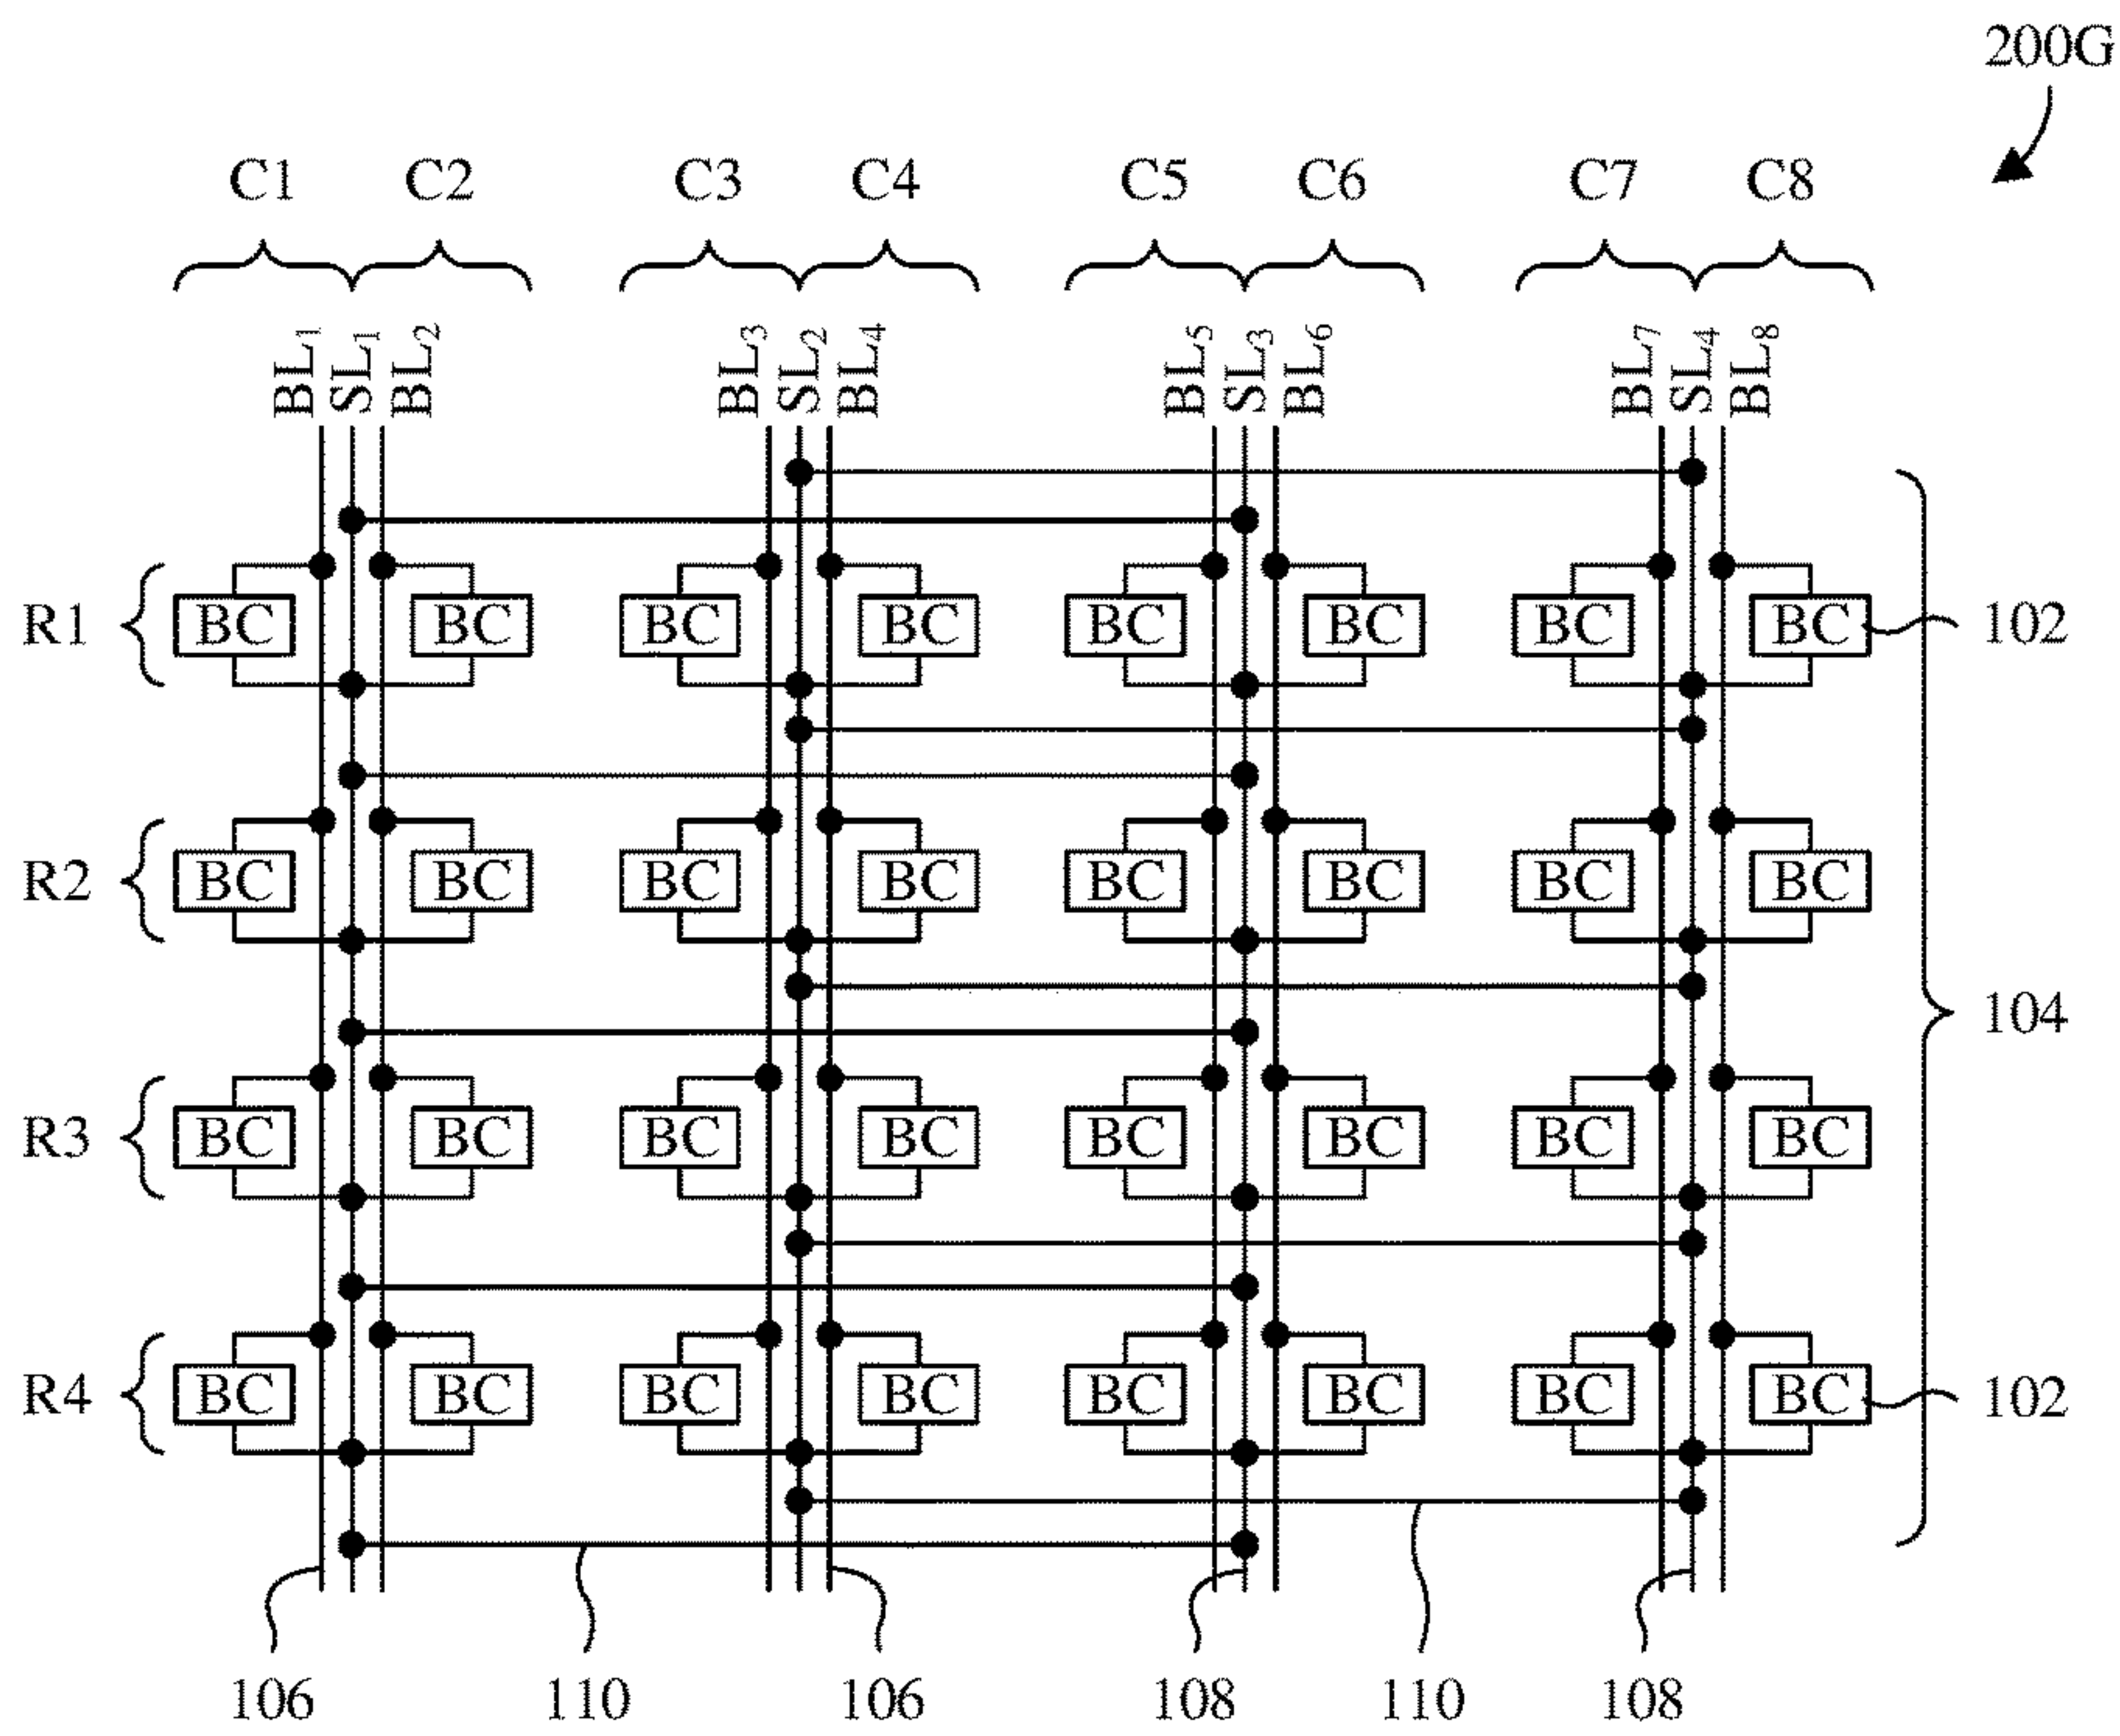 200G
C1 C2 C3 C4 C5 C6 C7 C8
BL1 SL1 BL2 BL3 SL2 BL4 BL5 SL3 BL6 BL7 SL4 BL8
R1 BC BC BC BC BC BC BC BC 102
R2 BC BC BC BC BC BC BC BC
104
R3 BC BC BC BC BC BC BC BC
R4 BC BC BC BC BC BC BC BC 102
106 110 106 108 110 108